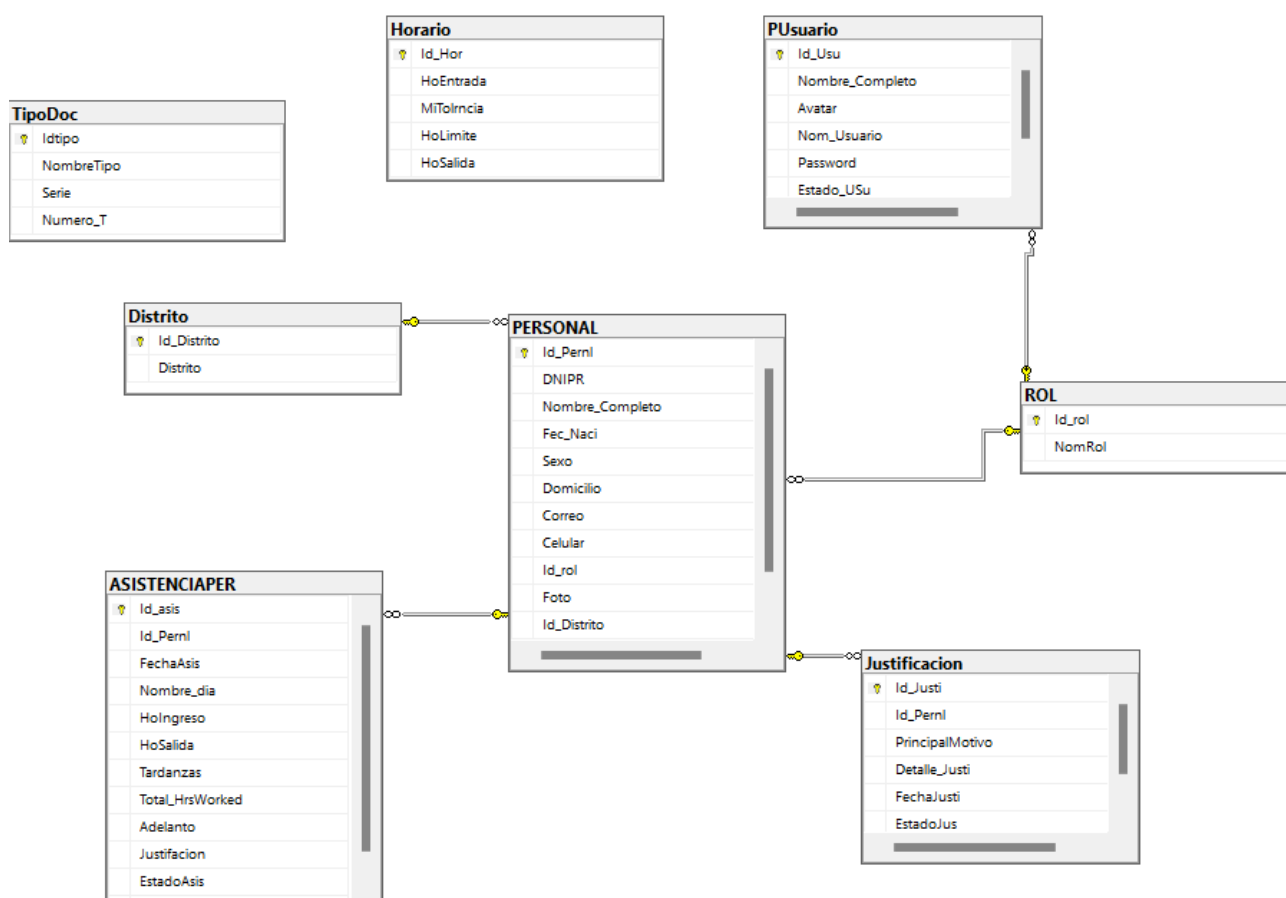 Horario
Id_Hor
HoEntrada
MiTolrncia
HoLimite
HoSalida
PUsuario
Id_Usu
Nombre_Completo
Avatar
Nom_Usuario
Password
Estado_USu
TipoDoc
Idtipo
NombreTipo
Serie
Numero_T
Distrito
Id_Distrito
Distrito
PERSONAL
Id_Pernl
DNIPR
Nombre_Completo
Fec_Naci
Sexo
Domicilio
Correo
Celular
Id_rol
Foto
Id_Distrito
ROL
Id_rol
NomRol
ASISTENCIAPER
Id_asis
Id_Pernl
FechaAsis
Nombre_dia
HoIngreso
HoSalida
Tardanzas
Total_HrsWorked
Adelanto
Justifacion
EstadoAsis
Justificacion
Id_Justi
Id_Pernl
PrincipalMotivo
Detalle_Justi
FechaJusti
EstadoJus